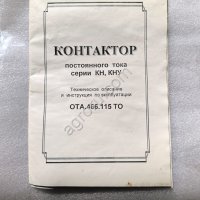 КОНТАКТОР
постоянного тока
серии КН, КНУ
Техническое описание
и инструкция по эксплуатации
ОТА.466.115 ТО